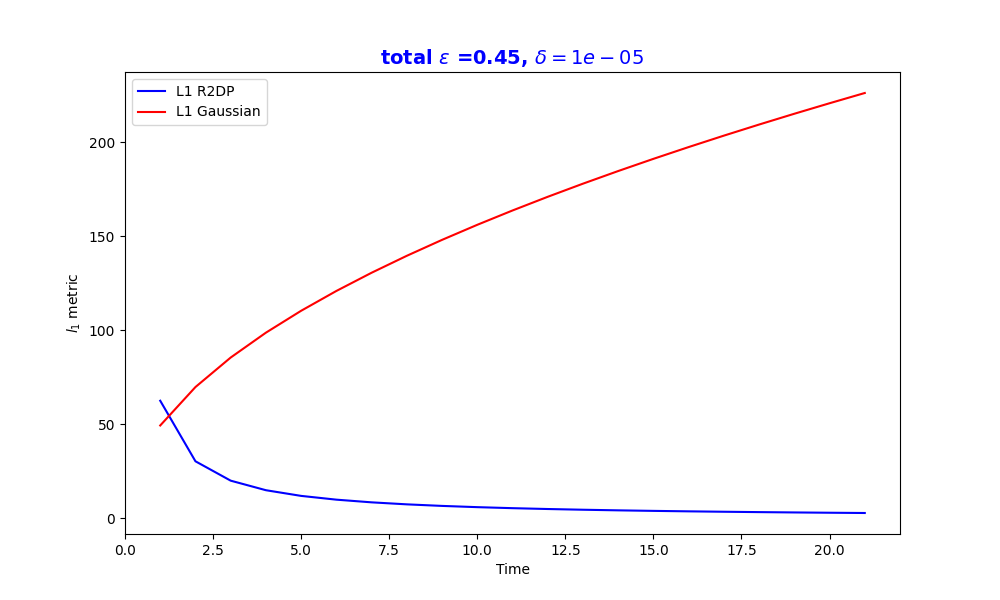 total ε =0.45, δ = 1e − 05
L1 R2DP
L1 Gaussian
200
150
100
50
0
l₁ metric
0.0 2.5 5.0 7.5 10.0 12.5 15.0 17.5 20.0
Time